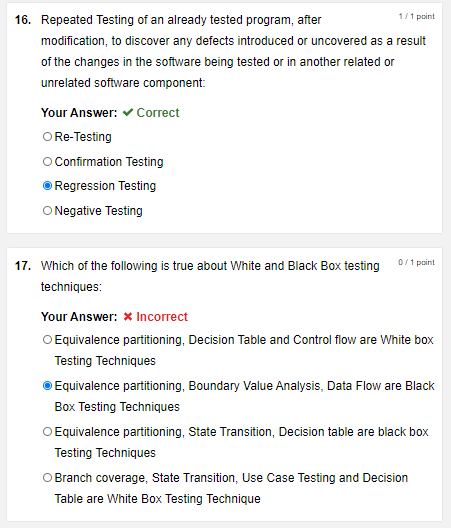 16. Repeated Testing of an already tested program, after 1 / 1 point
modification, to discover any defects introduced or uncovered as a result
of the changes in the software being tested or in another related or
unrelated software component:
Your Answer: ✔ Correct
Re-Testing
Confirmation Testing
Regression Testing
Negative Testing
17. Which of the following is true about White and Black Box testing 0 / 1 point
techniques:
Your Answer: ✖ Incorrect
Equivalence partitioning, Decision Table and Control flow are White box
Testing Techniques
Equivalence partitioning, Boundary Value Analysis, Data Flow are Black
Box Testing Techniques
Equivalence partitioning, State Transition, Decision table are black box
Testing Techniques
Branch coverage, State Transition, Use Case Testing and Decision
Table are White Box Testing Technique